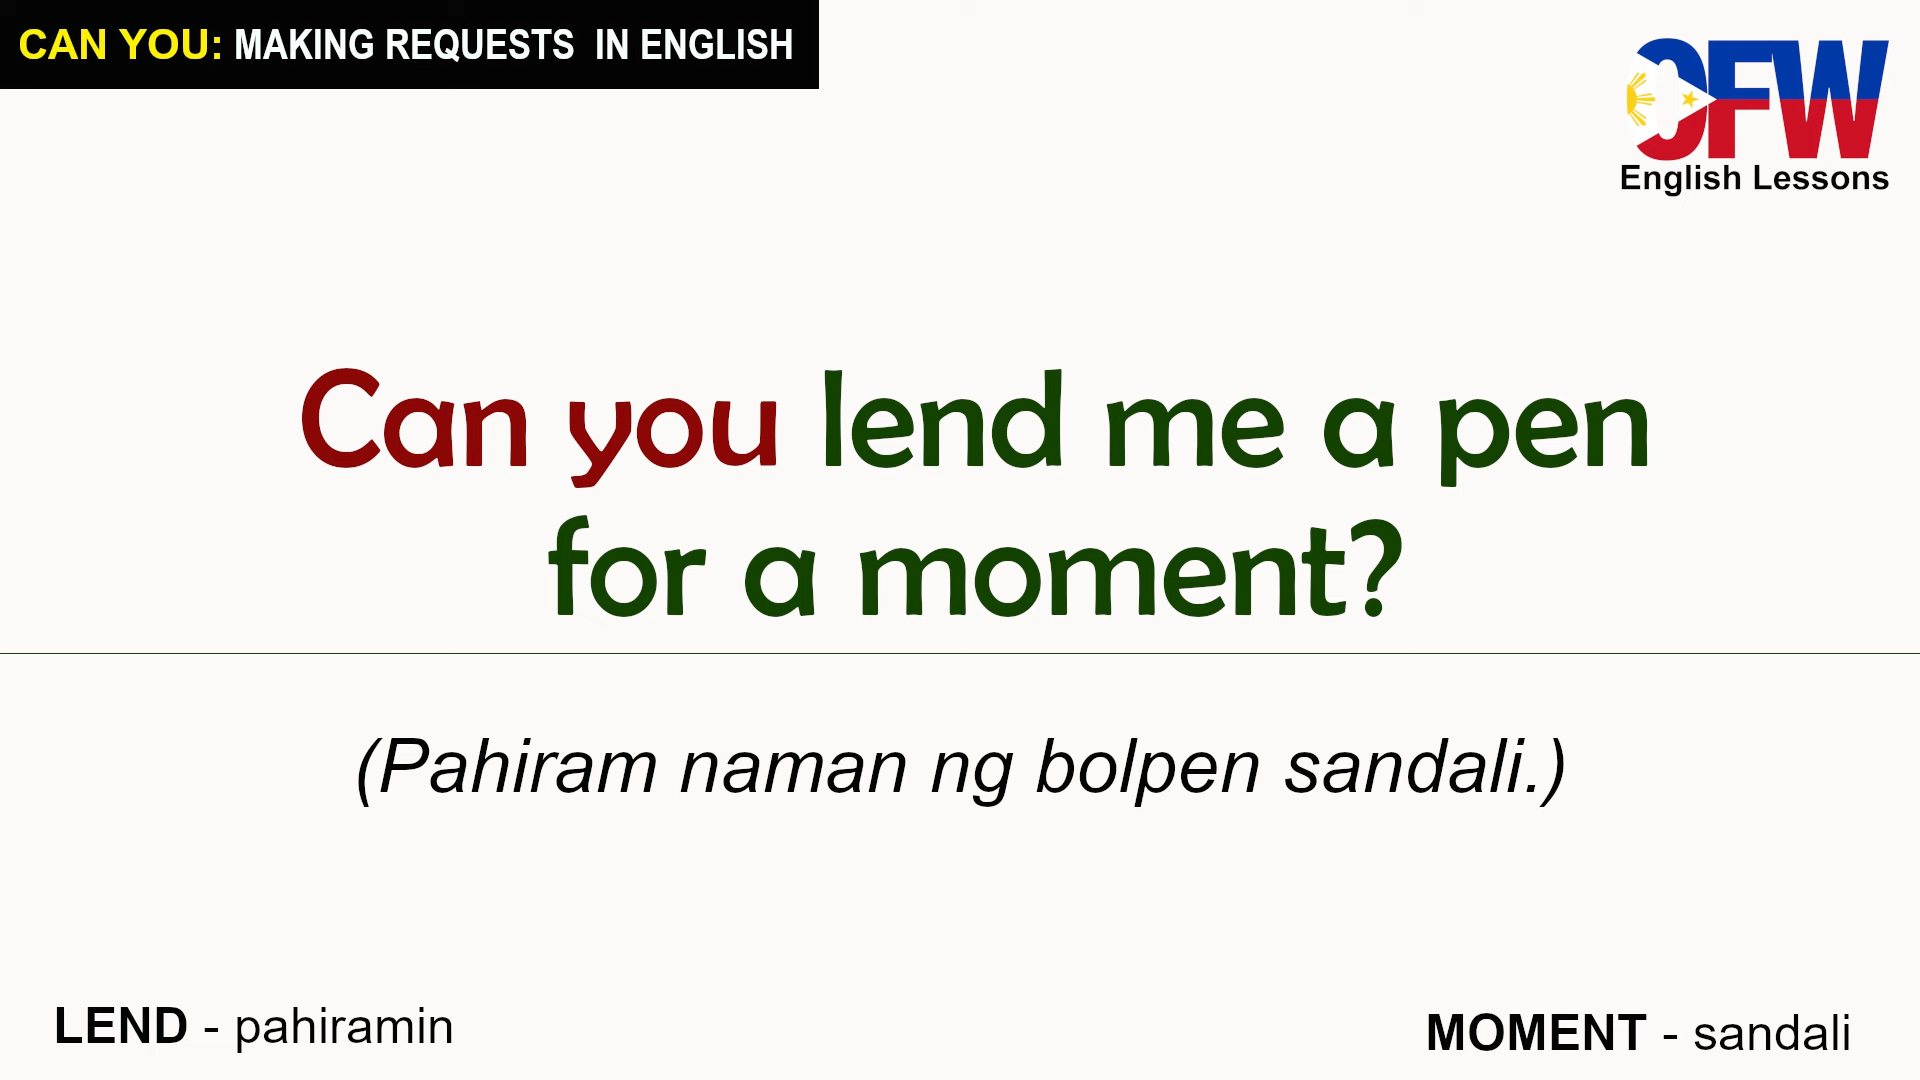 CAN YOU: MAKING REQUESTS IN ENGLISH
OFW
English Lessons
Can you lend me a pen
for a moment?
(Pahiram naman ng bolpen sandali.)
LEND - pahiramin
MOMENT - sandali